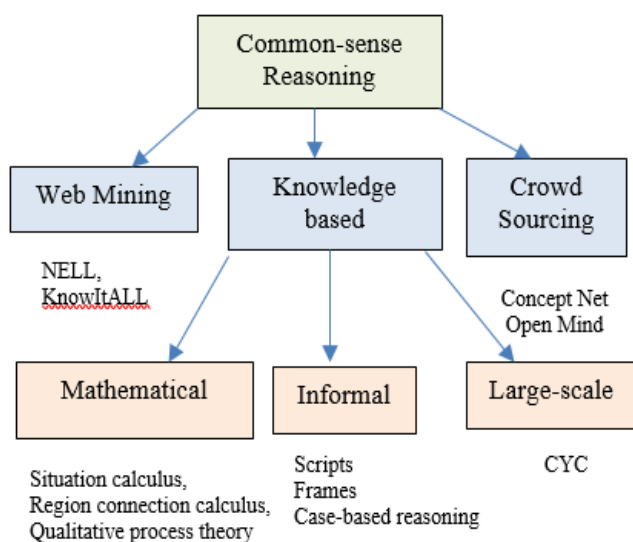 Common-sense
Reasoning
Web Mining
Knowledge
based
Crowd
Sourcing
NELL,
KnowItALL
Concept Net
Open Mind
Mathematical
Informal
Large-scale
Situation calculus,
Region connection calculus,
Qualitative process theory
Scripts
Frames
Case-based reasoning
CYC